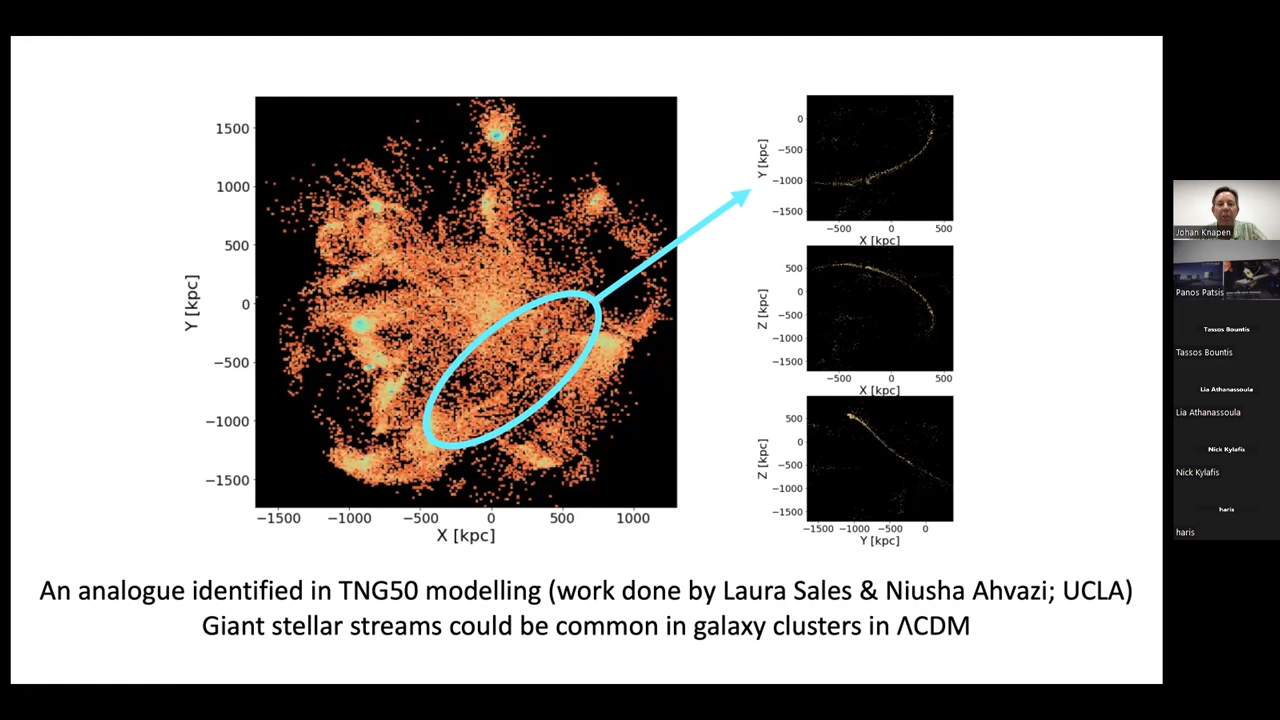 1500
1000
500
0
−500
−1000
−1500
Y [kpc]
−1500 −1000 −500 0 500 1000
X [kpc]
0
−500
−1000
−1500
Y [kpc]
−500 0 500
X [kpc]
500
0
−500
−1000
−1500
Z [kpc]
−500 0 500
X [kpc]
500
0
−500
−1000
−1500
Z [kpc]
−1500 −1000 −500 0
Y [kpc]
An analogue identified in TNG50 modelling (work done by Laura Sales & Niusha Ahvazi; UCLA)
Giant stellar streams could be common in galaxy clusters in ΛCDM
Johan Knapen
Panos Patsis
Tassos Bountis
Tassos Bountis
Lia Athanassoula
Lia Athanassoula
Nick Kylafis
Nick Kylafis
haris
haris